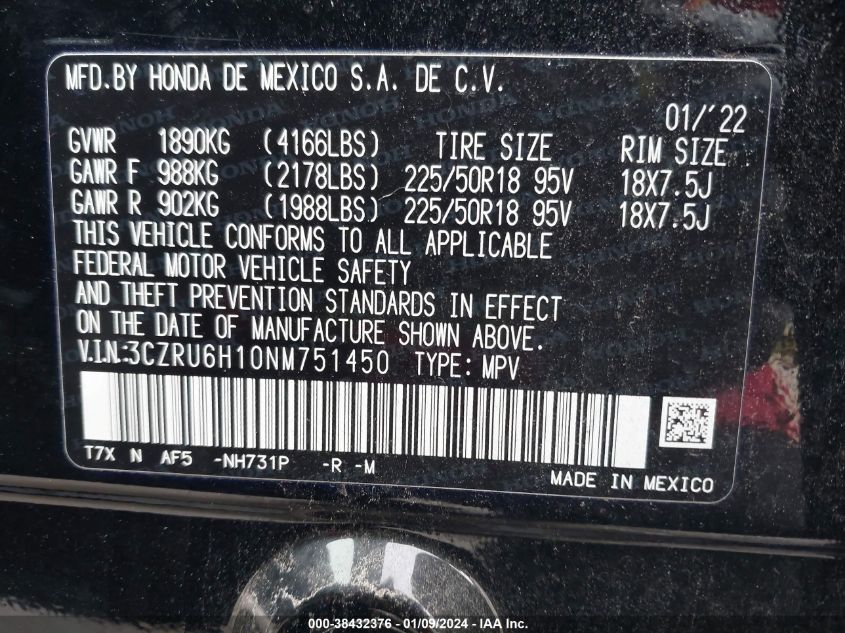 MFD.BY HONDA DE MEXICO S.A. DE C.V.
01/'22
GVWR 1890KG (4166LBS) TIRE SIZE RIM SIZE
GAWR F 988KG (2178LBS) 225/50R18 95V 18X7.5J
GAWR R 902KG (1988LBS) 225/50R18 95V 18X7.5J
THIS VEHICLE CONFORMS TO ALL APPLICABLE
FEDERAL MOTOR VEHICLE SAFETY
AND THEFT PREVENTION STANDARDS IN EFFECT
ON THE DATE OF MANUFACTURE SHOWN ABOVE.
V.I.N.:3CZRU6H10NM751450 TYPE: MPV
T7X N AF5 -NH731P -R -M
MADE IN MEXICO
000-38432376 — 01/09/2024 — IAA Inc.